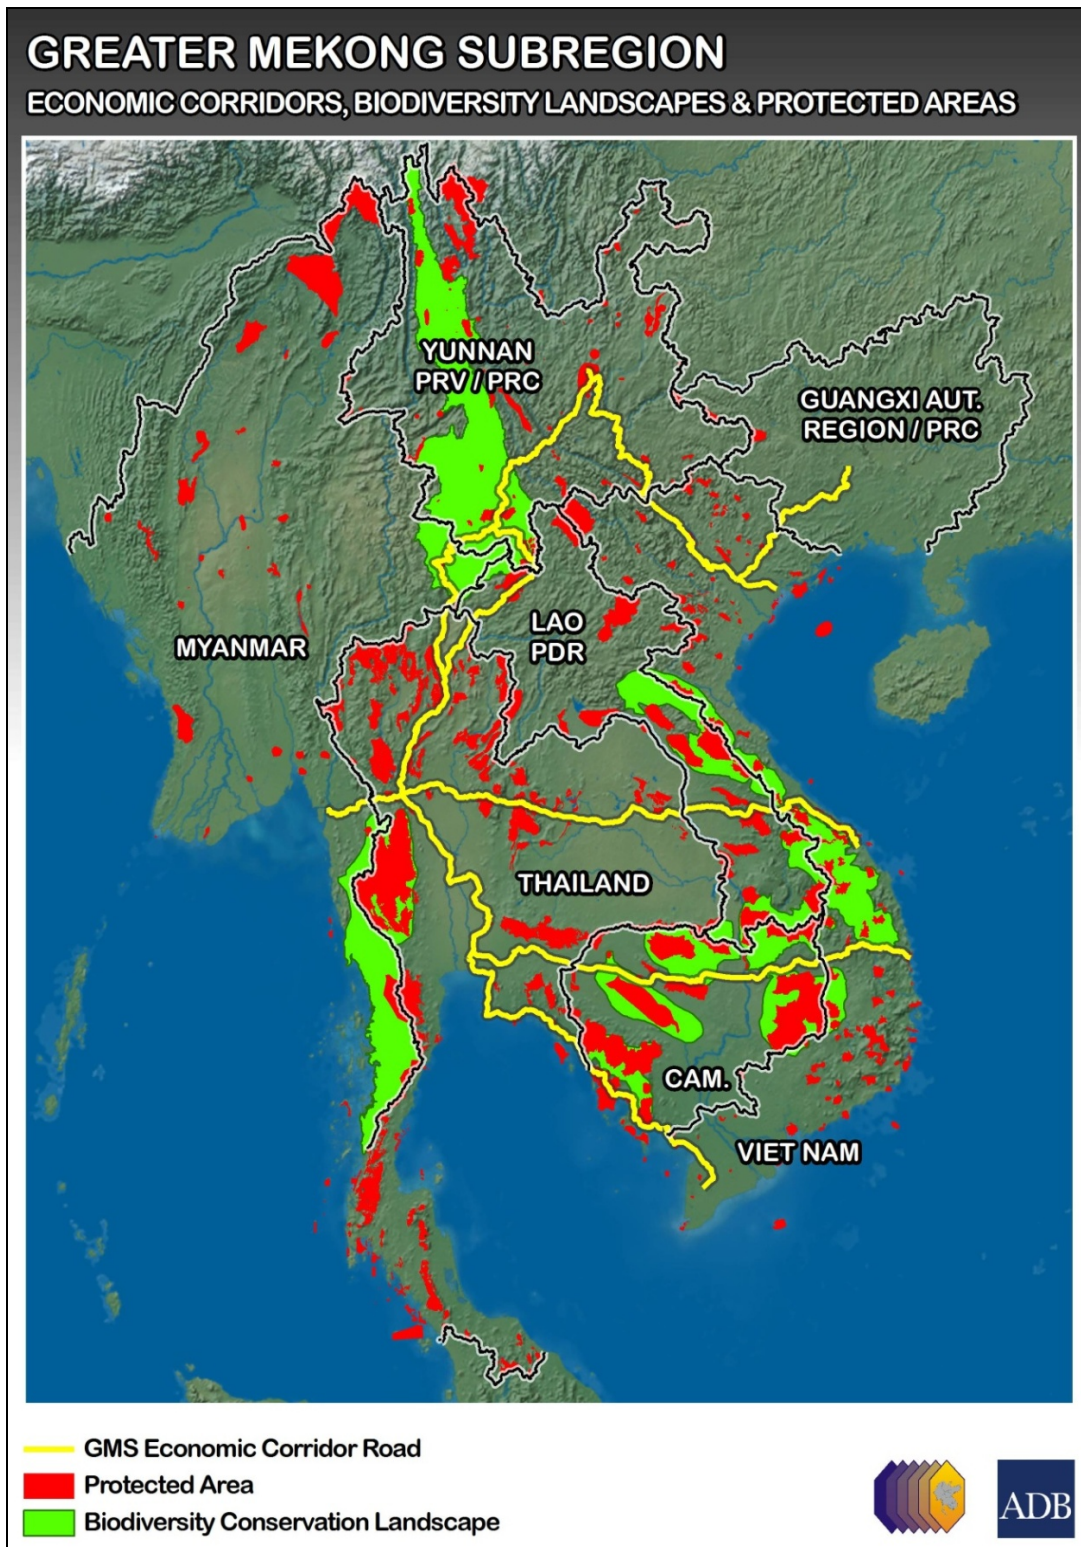 GREATER MEKONG SUBREGION
ECONOMIC CORRIDORS, BIODIVERSITY LANDSCAPES & PROTECTED AREAS
YUNNAN
PRV / PRC
GUANGXI AUT.
REGION / PRC
MYANMAR
LAO
PDR
THAILAND
CAM.
VIET NAM
GMS Economic Corridor Road
Protected Area
Biodiversity Conservation Landscape
ADB